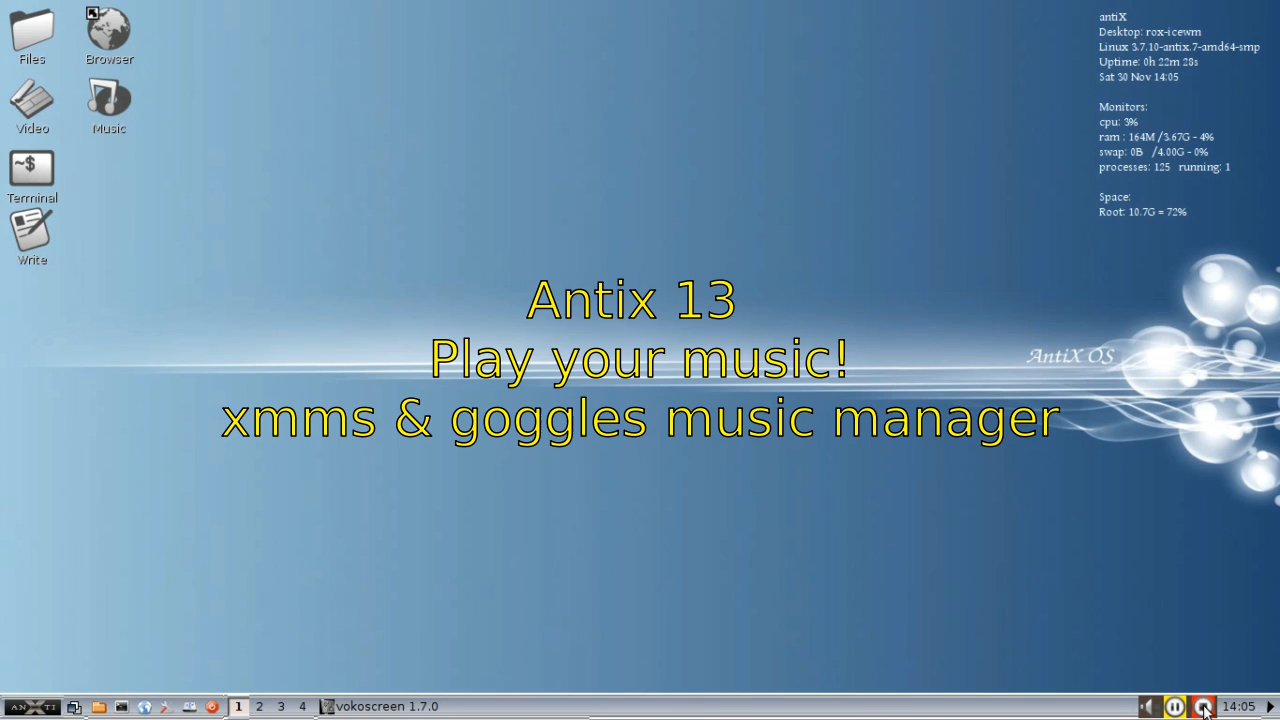 Files
Browser
Video
Music
~$
Terminal
Write
antiX
Desktop: rox-icewm
Linux 3.7.10-antix.7-amd64-smp
Uptime: 0h 22m 28s
Sat 30 Nov 14:05
Monitors:
cpu: 3%
ram : 164M /3.67G - 4%
swap: 0B /4.00G - 0%
processes: 125 running: 1
Space:
Root: 10.7G = 72%
Antix 13
Play your music!
xmms & goggles music manager
AntiX OS
ANXTI 1 2 3 4 vokoscreen 1.7.0 14:05